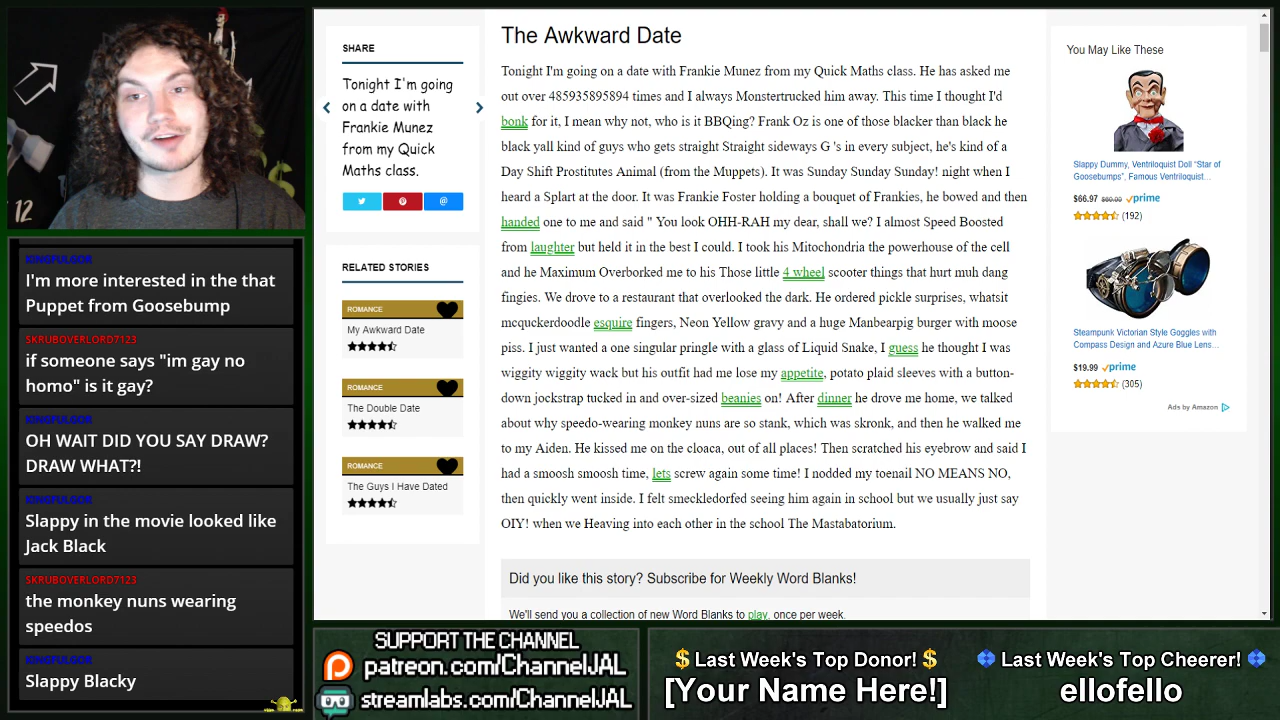 12
KINGFULGOR
I'm more interested in the that
Puppet from Goosebump
SKRUBOVERLORD7123
if someone says "im gay no
homo" is it gay?
KINGFULGOR
OH WAIT DID YOU SAY DRAW?
DRAW WHAT?!
KINGFULGOR
Slappy in the movie looked like
Jack Black
SKRUBOVERLORD7123
the monkey nuns wearing
speedos
KINGFULGOR
Slappy Blacky
SHARE
Tonight I'm going
on a date with
Frankie Munez
from my Quick
Maths class.
RELATED STORIES
ROMANCE
My Awkward Date
ROMANCE
The Double Date
ROMANCE
The Guys I Have Dated
The Awkward Date
Tonight I'm going on a date with Frankie Munez from my Quick Maths class. He has asked me
out over 485935895894 times and I always Monstertrucked him away. This time I thought I'd
bonk for it, I mean why not, who is it BBQing? Frank Oz is one of those blacker than black he
black yall kind of guys who gets straight Straight sideways G 's in every subject, he's kind of a
Day Shift Prostitutes Animal (from the Muppets). It was Sunday Sunday Sunday! night when I
heard a Splart at the door. It was Frankie Foster holding a bouquet of Frankies, he bowed and then
handed one to me and said " You look OHH-RAH my dear, shall we? I almost Speed Boosted
from laughter but held it in the best I could. I took his Mitochondria the powerhouse of the cell
and he Maximum Overborked me to his Those little 4 wheel scooter things that hurt muh dang
fingies. We drove to a restaurant that overlooked the dark. He ordered pickle surprises, whatsit
mcquckerdoodle esquire fingers, Neon Yellow gravy and a huge Manbearpig burger with moose
piss. I just wanted a one singular pringle with a glass of Liquid Snake, I guess he thought I was
wiggity wiggity wack but his outfit had me lose my appetite, potato plaid sleeves with a button-
down jockstrap tucked in and over-sized beanies on! After dinner he drove me home, we talked
about why speedo-wearing monkey nuns are so stank, which was skronk, and then he walked me
to my Aiden. He kissed me on the cloaca, out of all places! Then scratched his eyebrow and said I
had a smoosh smoosh time, lets screw again some time! I nodded my toenail NO MEANS NO,
then quickly went inside. I felt smeckledorfed seeing him again in school but we usually just say
OIY! when we Heaving into each other in the school The Mastabatorium.
Did you like this story? Subscribe for Weekly Word Blanks!
We'll send you a collection of new Word Blanks to play, once per week.
You May Like These
Slappy Dummy, Ventriloquist Doll "Star of
Goosebumps", Famous Ventriloquist...
$66.97 $69.99 prime
(192)
Steampunk Victorian Style Goggles with
Compass Design and Azure Blue Lens...
$19.99 prime
(305)
Ads by Amazon
SUPPORT THE CHANNEL
patreon.com/ChannelJAL
streamlabs.com/ChannelJAL
Last Week's Top Donor!
[Your Name Here!]
Last Week's Top Cheerer!
ellofello